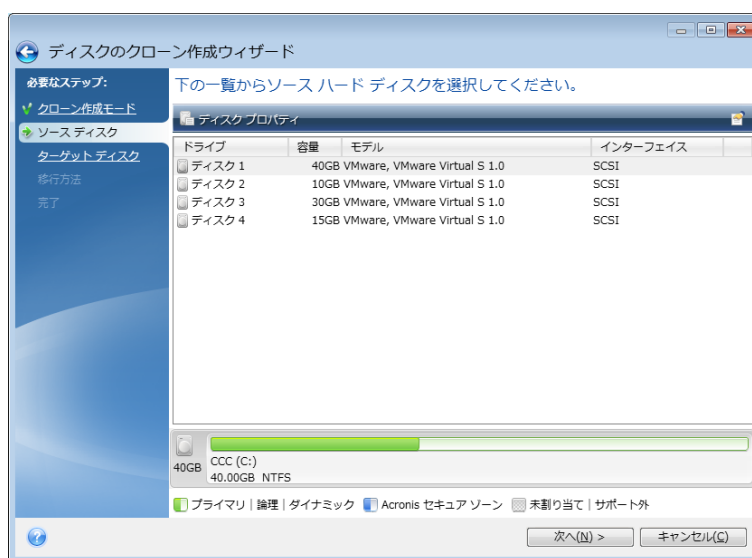 ディスクのクローン作成ウィザード
必要なステップ:
クローン作成モード
ソース ディスク
ターゲット ディスク
移行方法
完了
下の一覧からソース ハード ディスクを選択してください。
ディスク プロパティ
ドライブ 容量 モデル インターフェイス
ディスク 1 40GB VMware, VMware Virtual S 1.0 SCSI
ディスク 2 10GB VMware, VMware Virtual S 1.0 SCSI
ディスク 3 30GB VMware, VMware Virtual S 1.0 SCSI
ディスク 4 15GB VMware, VMware Virtual S 1.0 SCSI
40GB
CCC (C:)
40.00GB NTFS
プライマリ | 論理 | ダイナミック Acronis セキュア ゾーン 未割り当て | サポート外
次へ(N) > キャンセル(C)